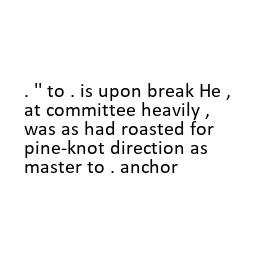 . " to . is upon break He ,
at committee heavily ,
was as had roasted for
pine-knot direction as
master to . anchor